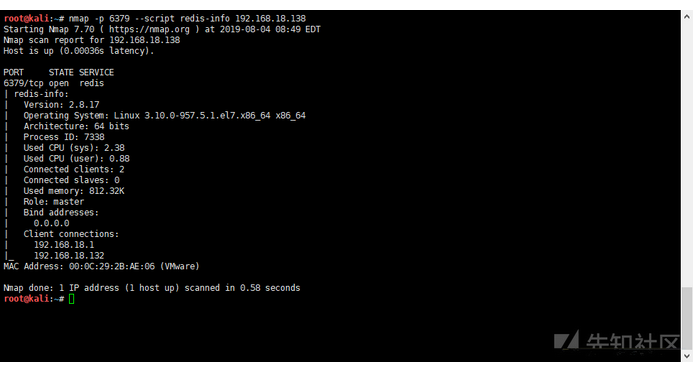 root@kali:~# nmap -p 6379 --script redis-info 192.168.18.138
Starting Nmap 7.70 ( https://nmap.org ) at 2019-08-04 08:49 EDT
Nmap scan report for 192.168.18.138
Host is up (0.00036s latency).
PORT     STATE SERVICE
6379/tcp open  redis
| redis-info:
|   Version: 2.8.17
|   Operating System: Linux 3.10.0-957.5.1.el7.x86_64 x86_64
|   Architecture: 64 bits
|   Process ID: 7338
|   Used CPU (sys): 2.38
|   Used CPU (user): 0.88
|   Connected clients: 2
|   Connected slaves: 0
|   Used memory: 812.32K
|   Role: master
|   Bind addresses:
|     0.0.0.0
|   Client connections:
|     192.168.18.1
|_    192.168.18.132
MAC Address: 00:0C:29:2B:AE:06 (VMware)
Nmap done: 1 IP address (1 host up) scanned in 0.58 seconds
root@kali:~#
先知社区